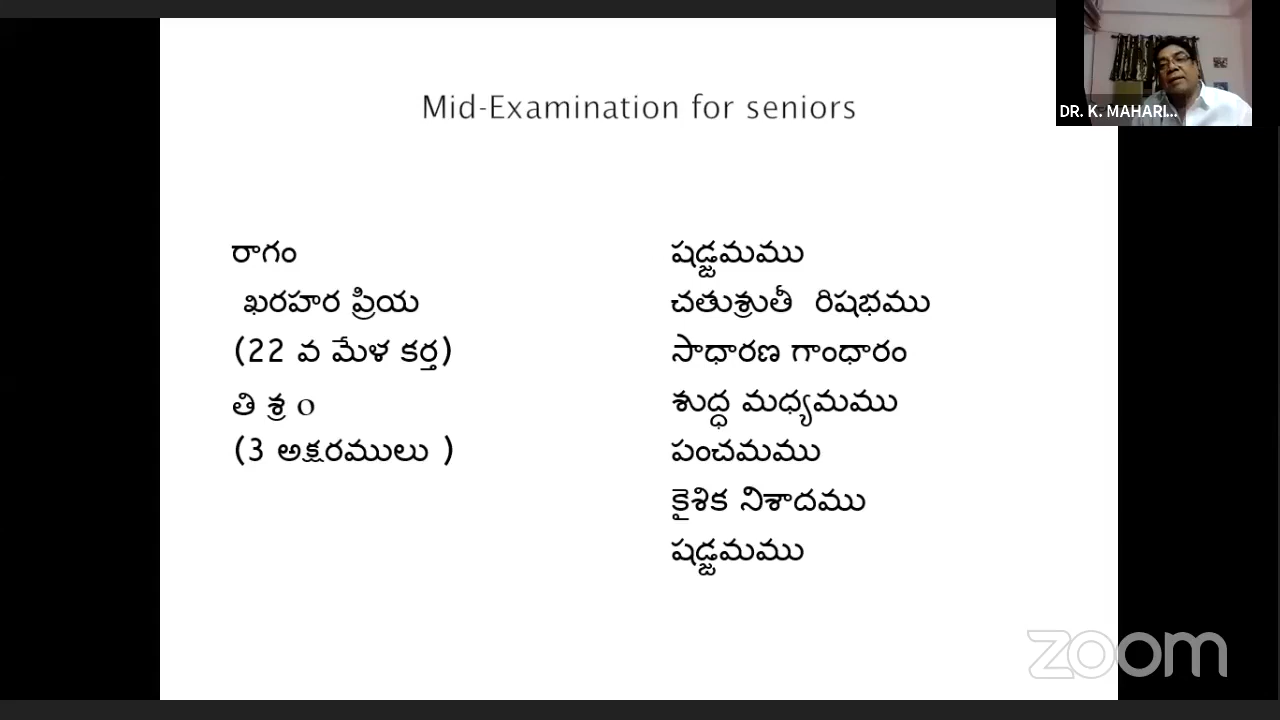 Mid-Examination for seniors
DR. K. MAHARI...
రాగం
ఖరహర ప్రియ
(22 వ మేళ కర్త)
తి శ్ర ం
(3 అక్షరములు )
షడ్జమము
చతుశ్రుతీ రిషభము
సాధారణ గాంధారం
శుద్ధ మధ్యమము
పంచమము
కైశిక నిశాదము
షడ్జమము
zoom